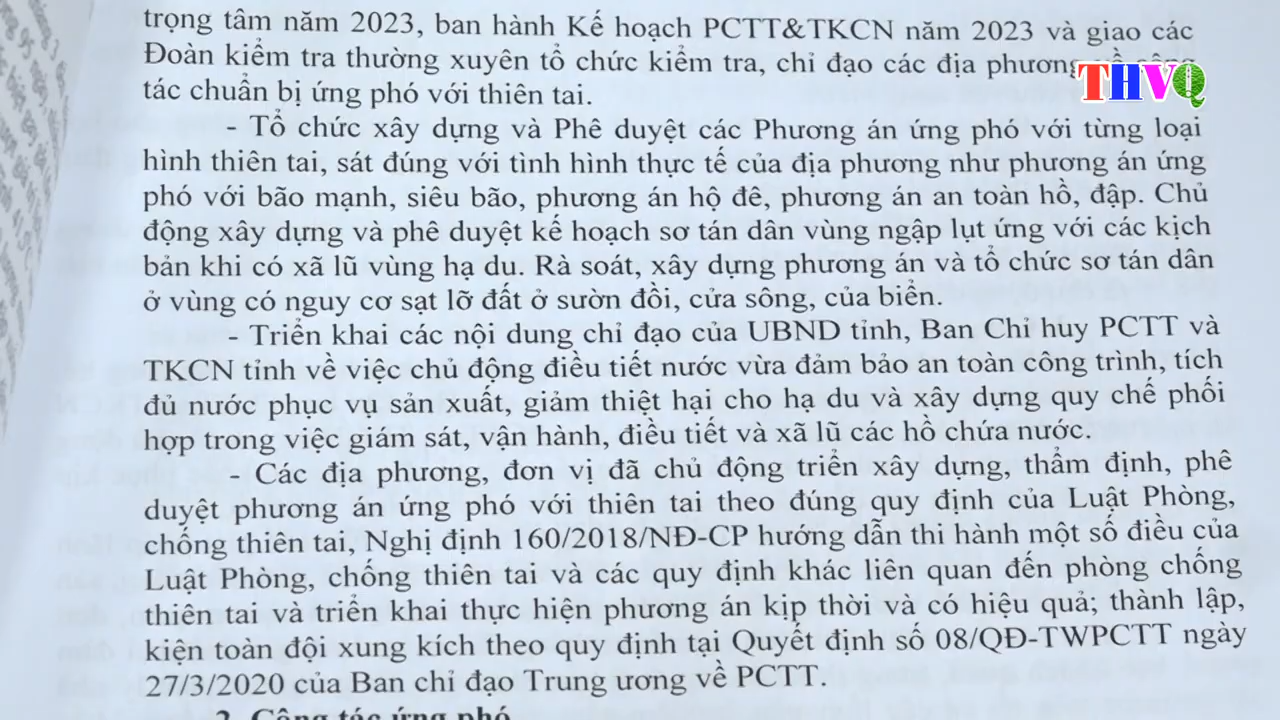 trọng tâm năm 2023, ban hành Kế hoạch PCTT&TKCN năm 2023 và giao các
Đoàn kiểm tra thường xuyên tổ chức kiểm tra, chỉ đạo các địa phương về công
THVQ
tác chuẩn bị ứng phó với thiên tai.
- Tổ chức xây dựng và Phê duyệt các Phương án ứng phó với từng loại
hình thiên tai, sát đúng với tình hình thực tế của địa phương như phương án ứng
phó với bão mạnh, siêu bão, phương án hộ đê, phương án an toàn hồ, đập. Chủ
động xây dựng và phê duyệt kế hoạch sơ tán dân vùng ngập lụt ứng với các kịch
bản khi có xã lũ vùng hạ du. Rà soát, xây dựng phương án và tổ chức sơ tán dân
ở vùng có nguy cơ sạt lỡ đất ở sườn đồi, cửa sông, của biển.
- Triển khai các nội dung chỉ đạo của UBND tỉnh, Ban Chỉ huy PCTT và
TKCN tỉnh về việc chủ động điều tiết nước vừa đảm bảo an toàn công trình, tích
đủ nước phục vụ sản xuất, giảm thiệt hại cho hạ du và xây dựng quy chế phối
hợp trong việc giám sát, vận hành, điều tiết và xã lũ các hồ chứa nước.
- Các địa phương, đơn vị đã chủ động triển xây dựng, thẩm định, phê
duyệt phương án ứng phó với thiên tai theo đúng quy định của Luật Phòng,
chống thiên tai, Nghị định 160/2018/NĐ-CP hướng dẫn thi hành một số điều của
Luật Phòng, chống thiên tai và các quy định khác liên quan đến phòng chống
thiên tai và triển khai thực hiện phương án kịp thời và có hiệu quả; thành lập,
kiện toàn đội xung kích theo quy định tại Quyết định số 08/QĐ-TWPCTT ngày
27/3/2020 của Ban chỉ đạo Trung ương về PCTT.
2. Công tác ứng phó